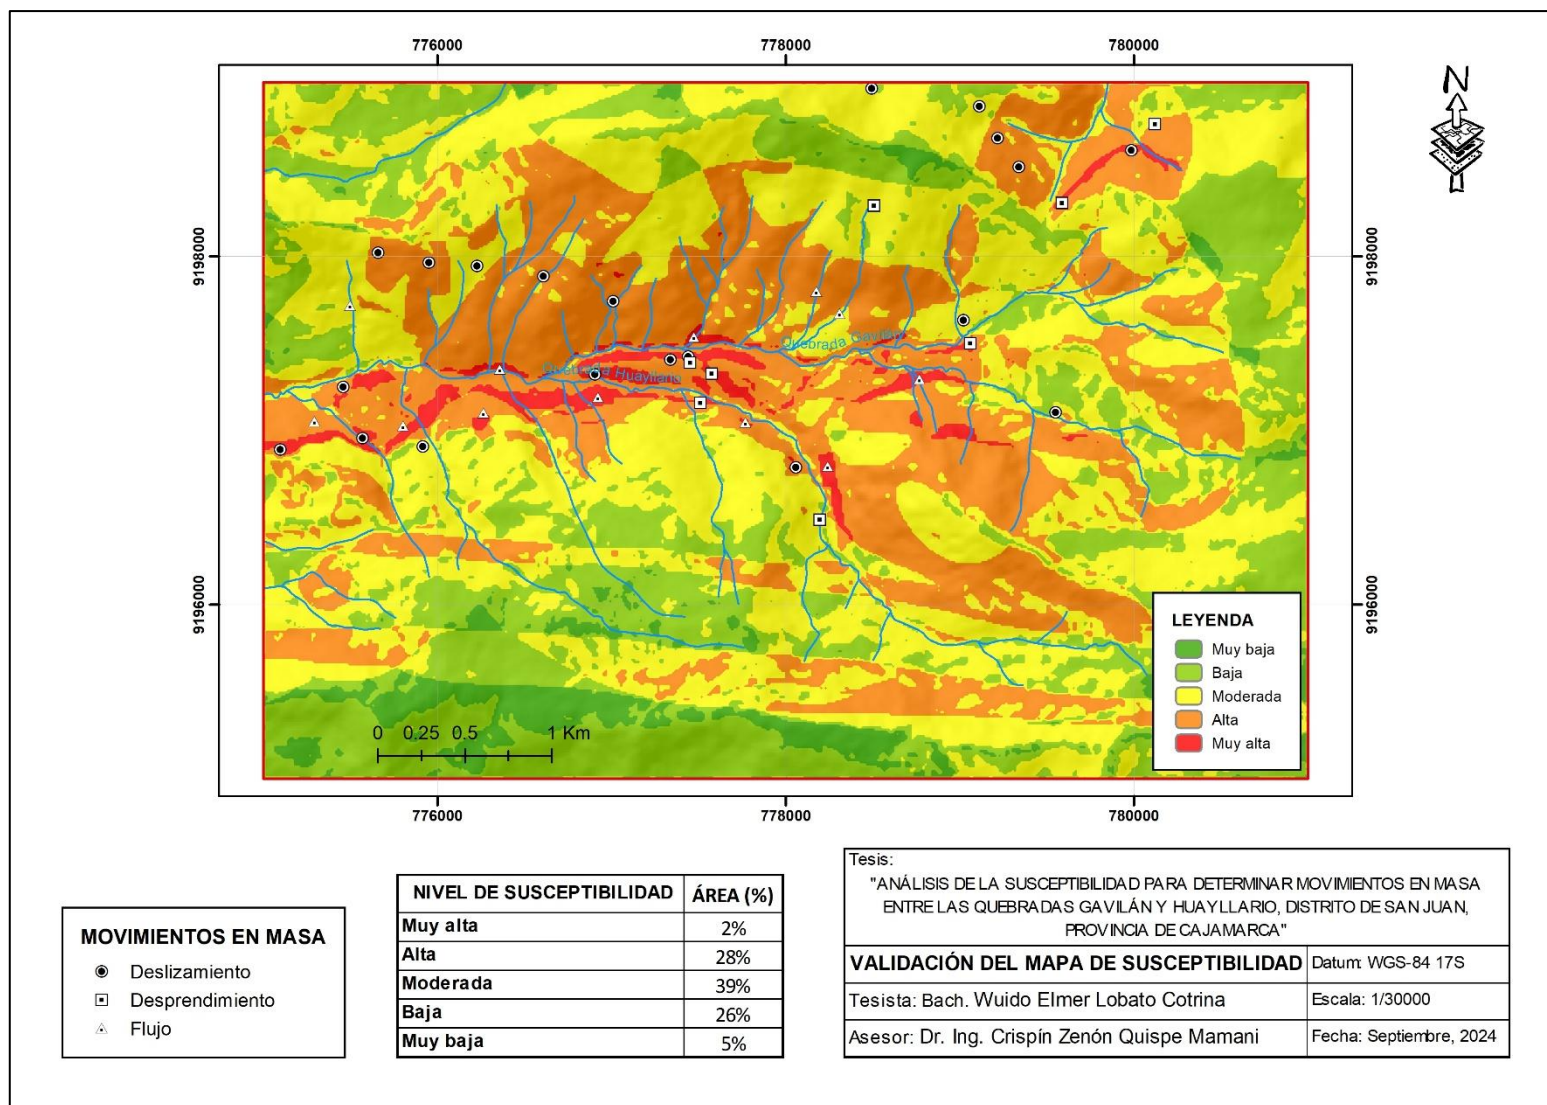 776000
778000
780000
N
9198000
9198000
Quebrada Gavilán
Quebrada Huayllario
9196000
9196000
LEYENDA
Muy baja
Baja
Moderada
Alta
Muy alta
0 0.25 0.5 1 Km
776000
778000
780000
MOVIMIENTOS EN MASA
Deslizamiento
Desprendimiento
Flujo
NIVEL DE SUSCEPTIBILIDAD ÁREA (%)
Muy alta 2%
Alta 28%
Moderada 39%
Baja 26%
Muy baja 5%
Tesis:
"ANÁLISIS DE LA SUSCEPTIBILIDAD PARA DETERMINAR MOVIMIENTOS EN MASA
ENTRE LAS QUEBRADAS GAVILÁN Y HUAYLLARIO, DISTRITO DE SAN JUAN,
PROVINCIA DE CAJAMARCA"
VALIDACIÓN DEL MAPA DE SUSCEPTIBILIDAD Datum: WGS-84 17S
Tesista: Bach. Wuido Elmer Lobato Cotrina Escala: 1/30000
Asesor: Dr. Ing. Crispín Zenón Quispe Mamani Fecha: Septiembre, 2024